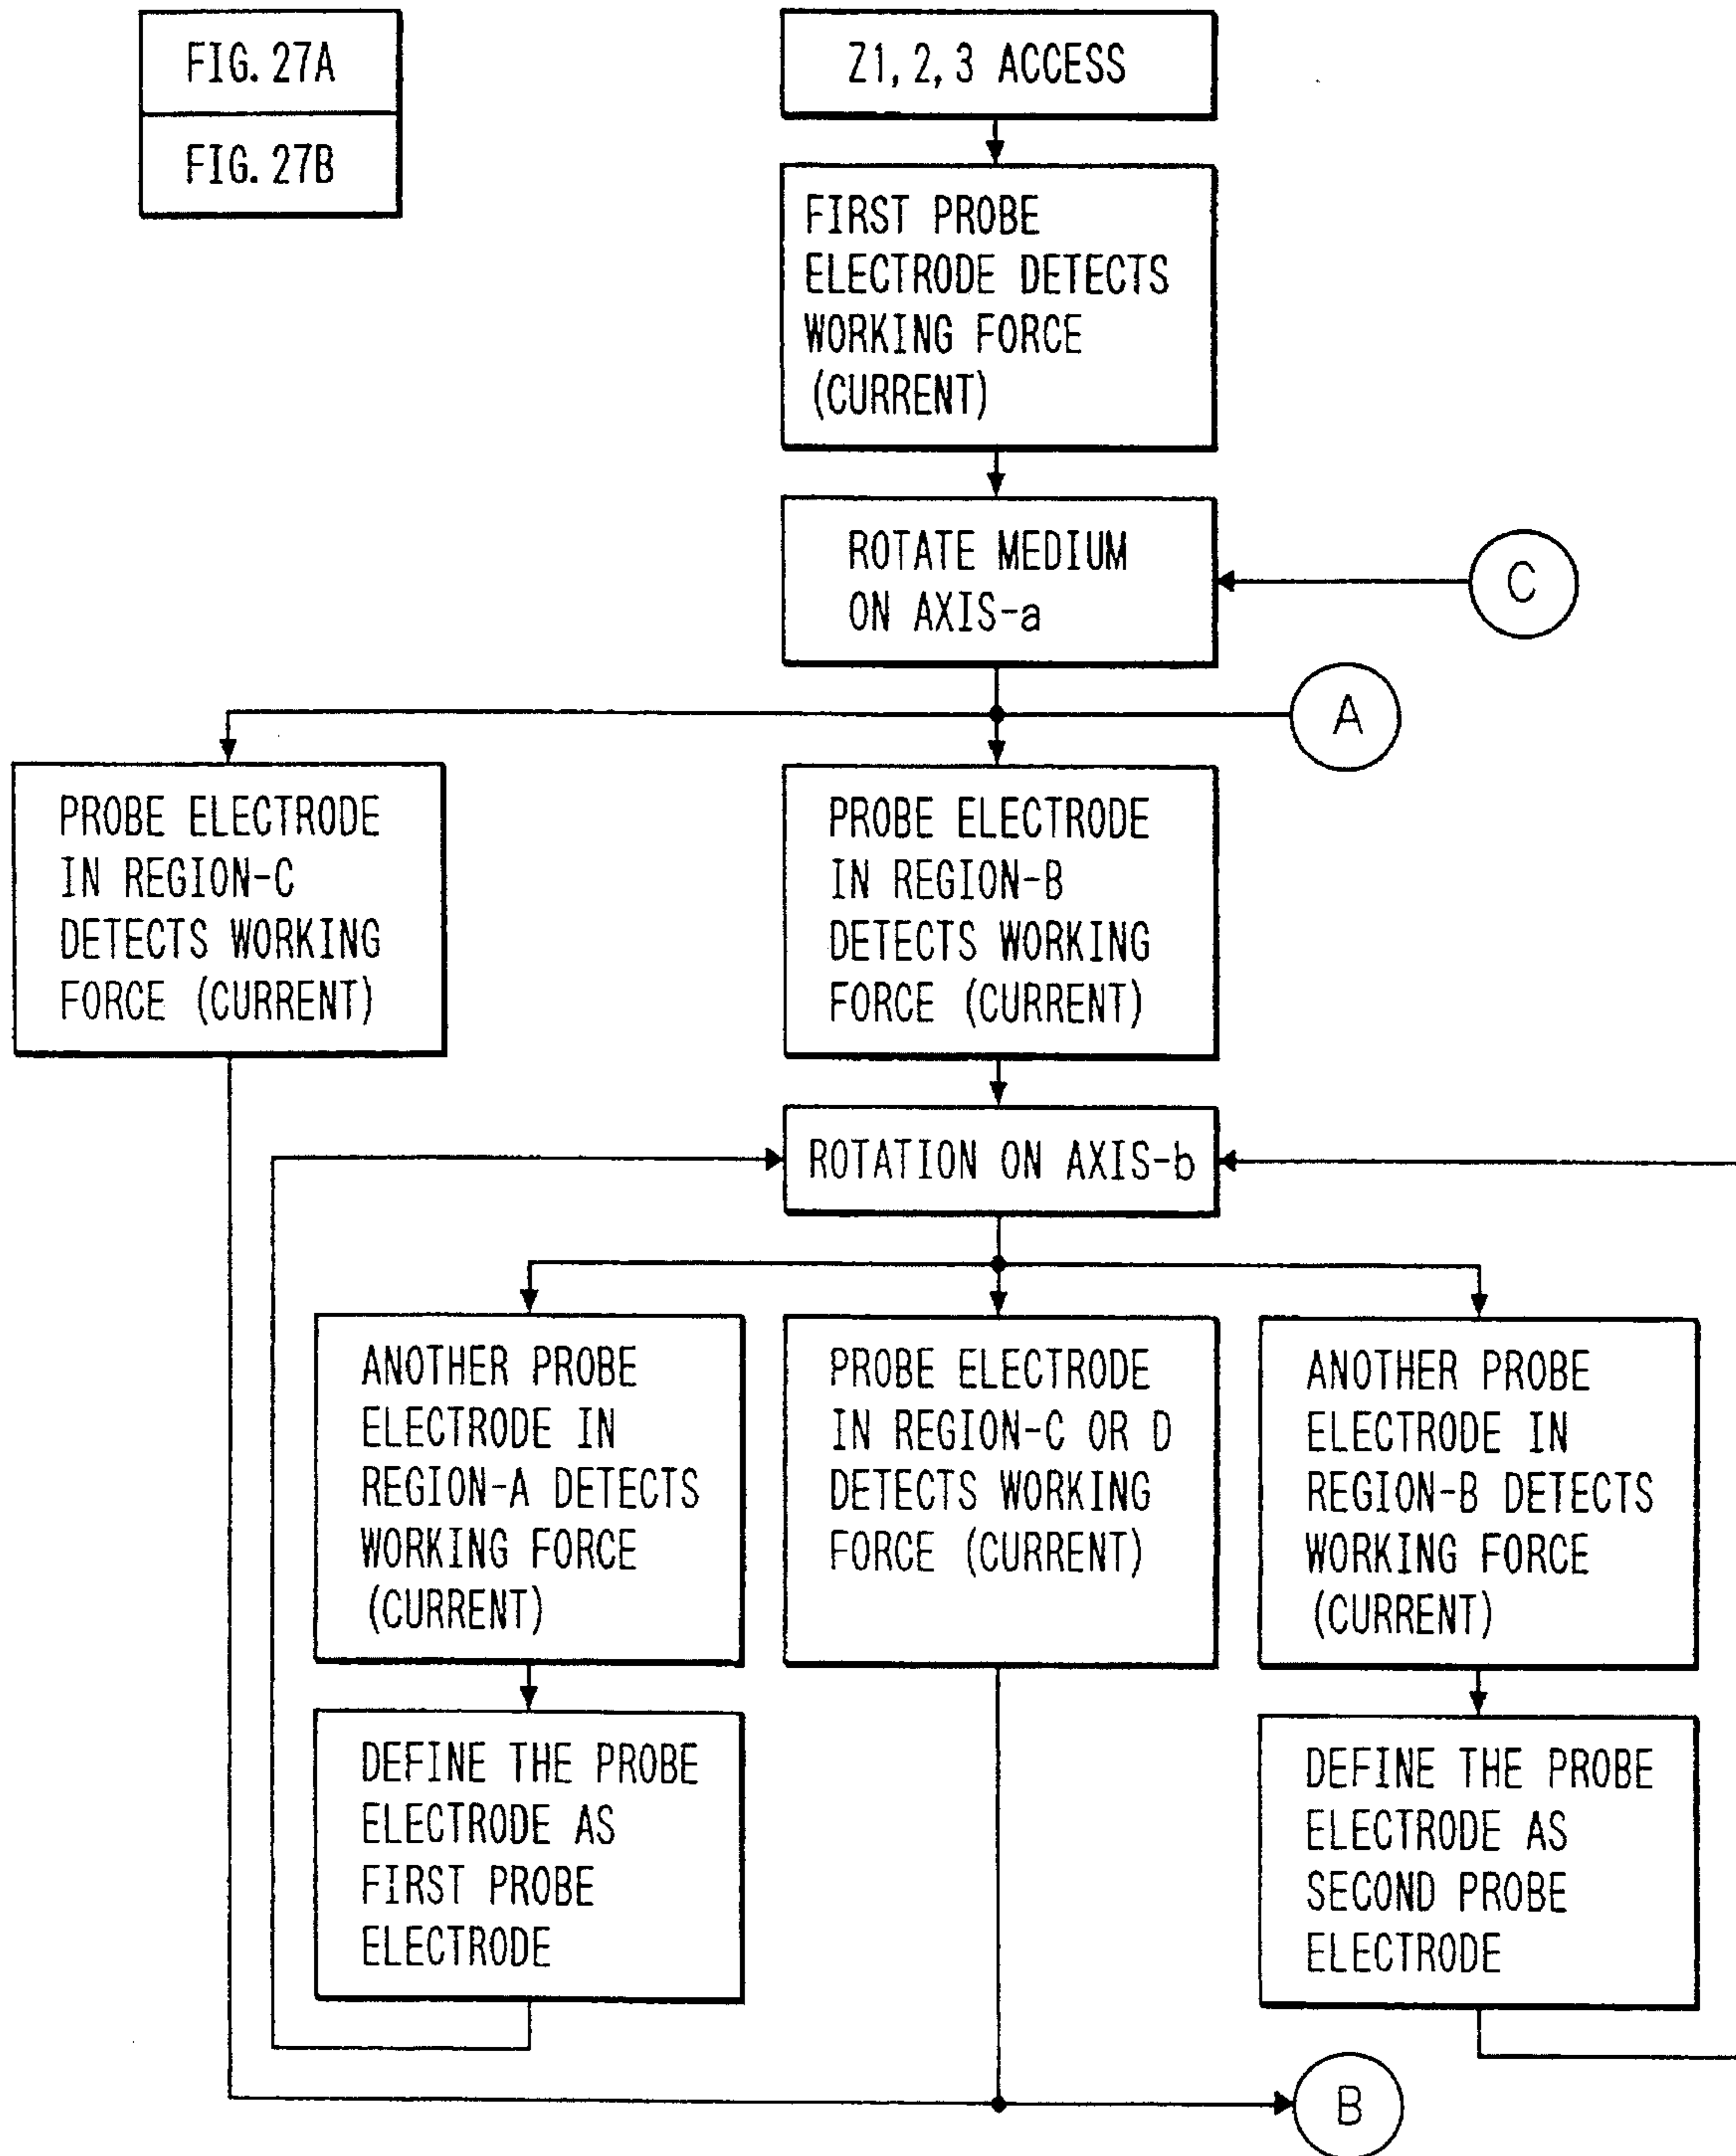 FIG. 27A
FIG. 27B
Z1, 2, 3 ACCESS
FIRST PROBE
ELECTRODE DETECTS
WORKING FORCE
(CURRENT)
ROTATE MEDIUM
ON AXIS-a
C
A
PROBE ELECTRODE
IN REGION-C
DETECTS WORKING
FORCE (CURRENT)
PROBE ELECTRODE
IN REGION-B
DETECTS WORKING
FORCE (CURRENT)
ROTATION ON AXIS-b
ANOTHER PROBE
ELECTRODE IN
REGION-A DETECTS
WORKING FORCE
(CURRENT)
PROBE ELECTRODE
IN REGION-C OR D
DETECTS WORKING
FORCE (CURRENT)
ANOTHER PROBE
ELECTRODE IN
REGION-B DETECTS
WORKING FORCE
(CURRENT)
DEFINE THE PROBE
ELECTRODE AS
FIRST PROBE
ELECTRODE
DEFINE THE PROBE
ELECTRODE AS
SECOND PROBE
ELECTRODE
B